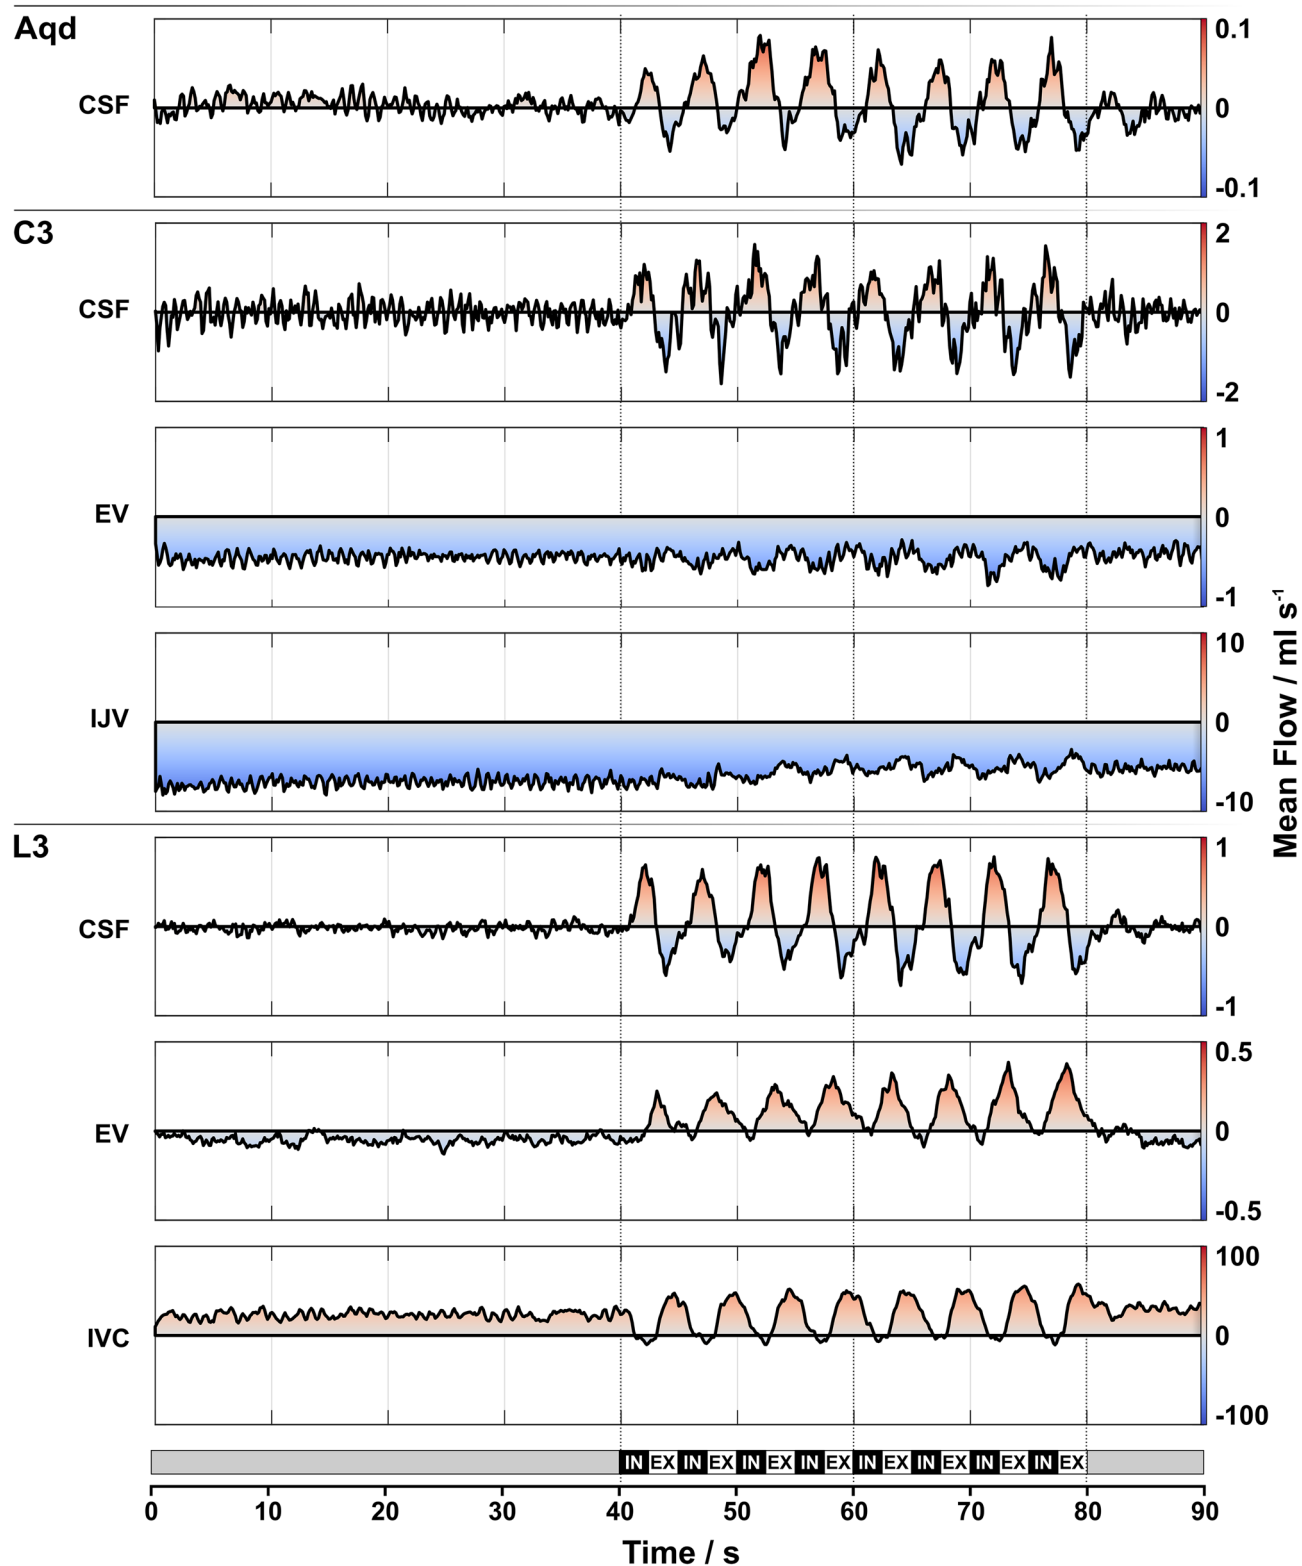 Aqd
CSF
0.1
0
-0.1
C3
CSF
2
0
-2
EV
1
0
-1
IJV
10
0
-10
Mean Flow / ml s⁻¹
L3
CSF
1
0
-1
EV
0.5
0
-0.5
IVC
100
0
-100
IN EX IN EX IN EX IN EX IN EX IN EX IN EX IN EX
0 10 20 30 40 50 60 70 80 90
Time / s